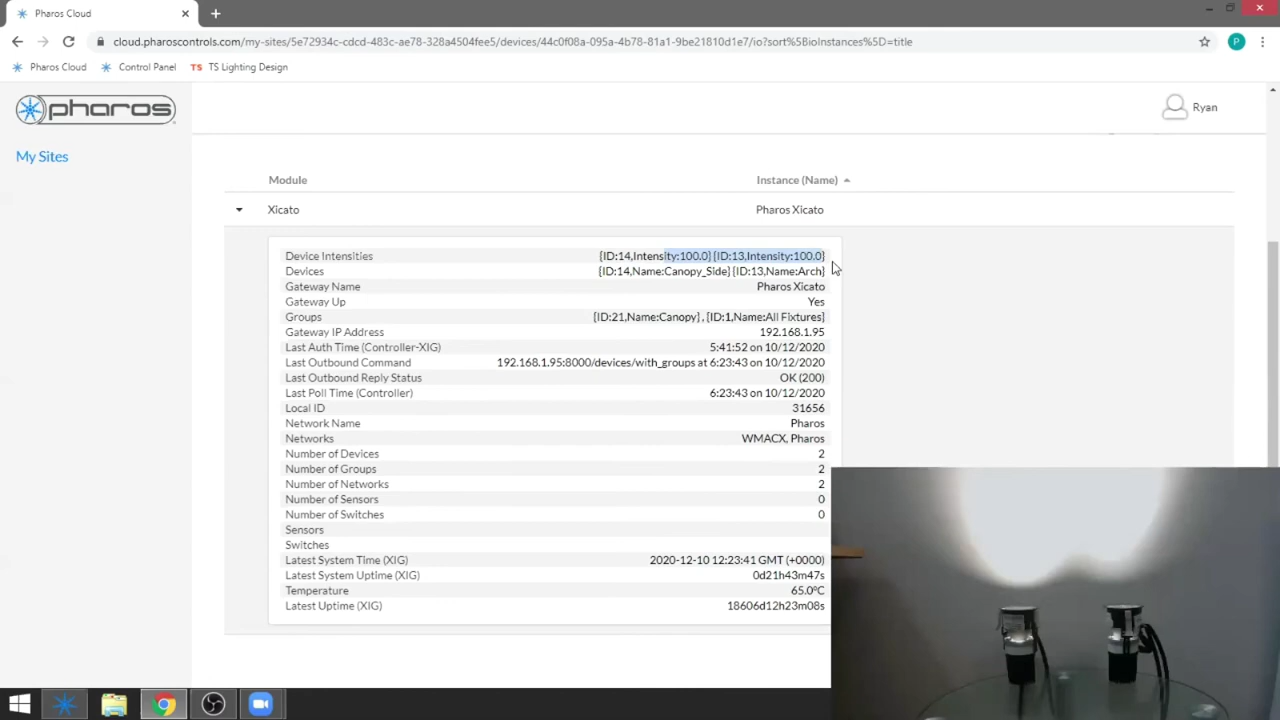 Pharos Cloud
cloud.pharoscontrols.com/my-sites/5e72934c-cdcd-483c-ae78-328a4504fee5/devices/44c0f08a-095a-4b78-81a1-9be21810d1e7/io?sort%5BioInstances%5D=title
P
Pharos Cloud Control Panel TS TS Lighting Design
pharos
Ryan
My Sites
Module Instance (Name)
Xicato Pharos Xicato
Device Intensities {ID:14,Intensity:100.0} {ID:13,Intensity:100.0}
Devices {ID:14,Name:Canopy_Side} {ID:13,Name:Arch}
Gateway Name Pharos Xicato
Gateway Up Yes
Groups {ID:21,Name:Canopy} , {ID:1,Name:All Fixtures}
Gateway IP Address 192.168.1.95
Last Auth Time (Controller-XIG) 5:41:52 on 10/12/2020
Last Outbound Command 192.168.1.95:8000/devices/with_groups at 6:23:43 on 10/12/2020
Last Outbound Reply Status OK (200)
Last Poll Time (Controller) 6:23:43 on 10/12/2020
Local ID 31656
Network Name Pharos
Networks WMACX, Pharos
Number of Devices 2
Number of Groups 2
Number of Networks 2
Number of Sensors 0
Number of Switches 0
Sensors
Switches
Latest System Time (XIG) 2020-12-10 12:23:41 GMT (+0000)
Latest System Uptime (XIG) 0d21h43m47s
Temperature 65.0°C
Latest Uptime (XIG) 18606d12h23m08s